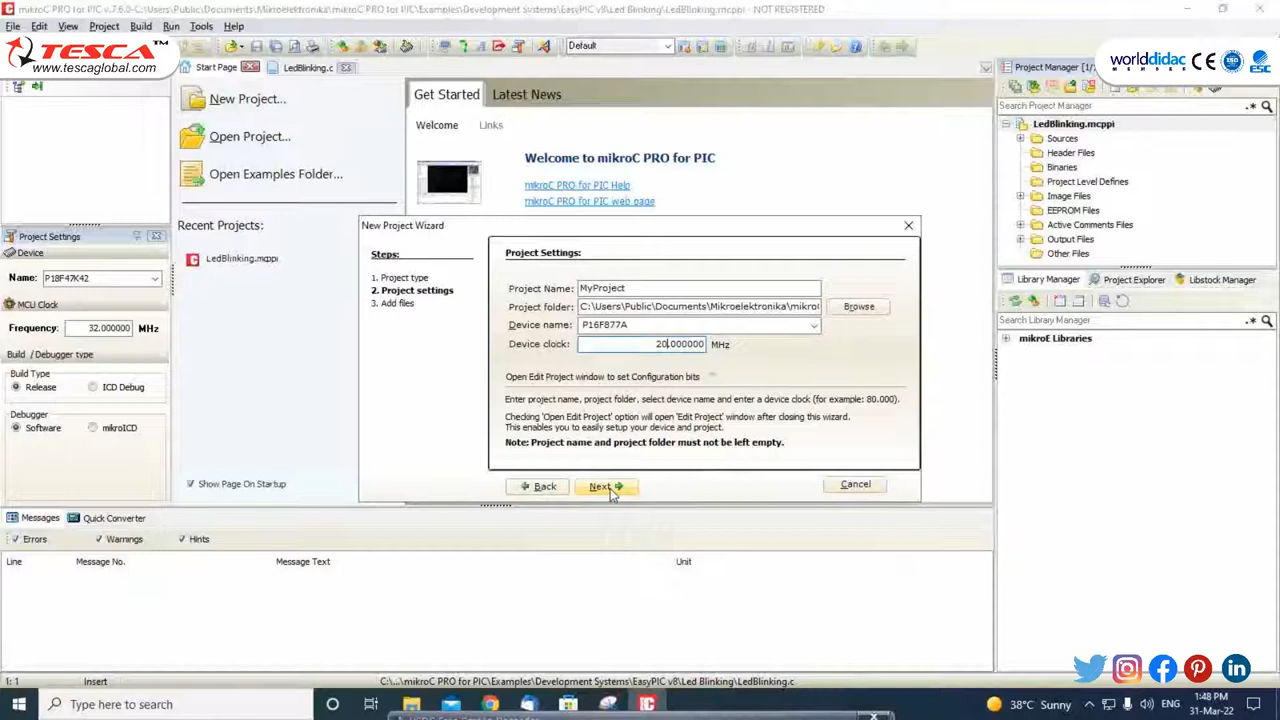 mikroC PRO for PIC v.7.6.0-C:\Users\Public\Documents\Mikroelektronika\mikroC PRO for PIC\Examples\Development Systems\EasyPIC v8\Led Blinking\LedBlinking.mcppi - NOT REGISTERED
File Edit View Project Build Run Tools Help
TESCA™
www.tescaglobal.com
Default
worlddidac
MEMBER
CE
ISO
ESC
Start Page
LedBlinking.c
Project Manager [1/
New Project...
Open Project...
Open Examples Folder...
Recent Projects:
LedBlinking.mcppi
Show Page On Startup
Get Started
Latest News
Welcome
Links
Welcome to mikroC PRO for PIC
mikroC PRO for PIC Help
mikroC PRO for PIC web page
Project Settings
Device
Name: P18F47K42
MCU Clock
Frequency: 32.000000 MHz
Build / Debugger type
Build Type
Release
ICD Debug
Debugger
Software
mikroICD
New Project Wizard
Steps:
1. Project type
2. Project settings
3. Add files
Project Settings:
Project Name: MyProject
Project folder: C:\Users\Public\Documents\Mikroelektronika\mikro
Browse
Device name: P16F877A
Device clock: 20.000000 MHz
Open Edit Project window to set Configuration bits
Enter project name, project folder, select device name and enter a device clock (for example: 80.000).
Checking 'Open Edit Project' option will open 'Edit Project' window after closing this wizard.
This enables you to easily setup your device and project.
Note: Project name and project folder must not be left empty.
Back
Next
Cancel
Search Project Manager
LedBlinking.mcppi
Sources
Header Files
Binaries
Project Level Defines
Image Files
EEPROM Files
Active Comments Files
Output Files
Other Files
Library Manager
Project Explorer
Libstock Manager
Search Library Manager
mikroE Libraries
Messages
Quick Converter
Errors
Warnings
Hints
Line
Message No.
Message Text
Unit
1: 1
Insert
C:\...\mikroC PRO for PIC\Examples\Development Systems\EasyPIC v8\Led Blinking\LedBlinking.c
Type here to search
38°C Sunny
ENG
1:48 PM
31-Mar-22